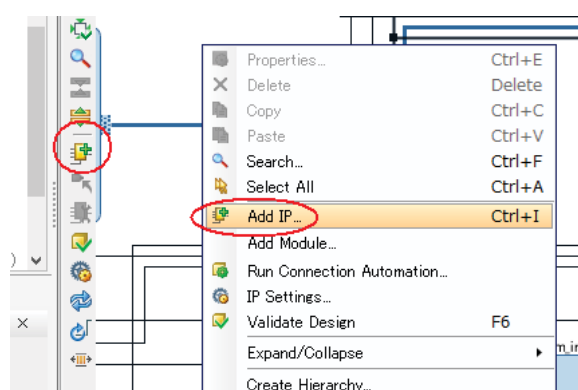 Properties... Ctrl+E
Delete Delete
Copy Ctrl+C
Paste Ctrl+V
Search... Ctrl+F
Select All Ctrl+A
Add IP... Ctrl+I
Add Module...
Run Connection Automation...
IP Settings...
Validate Design F6
Expand/Collapse
Create Hierarchy...